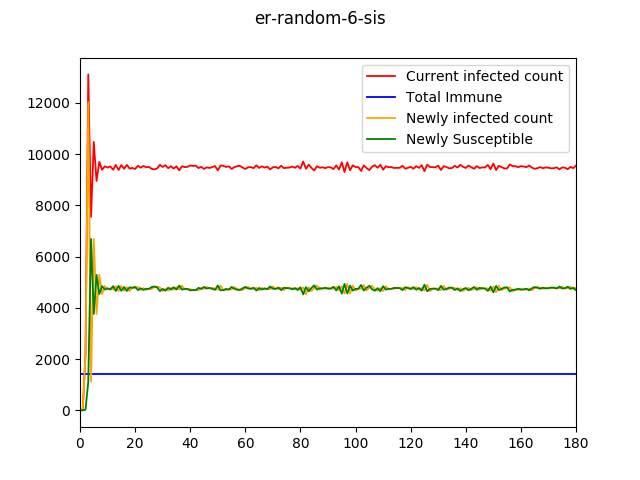 er-random-6-sis
Current infected count
Total Immune
Newly infected count
Newly Susceptible
12000
10000
8000
6000
4000
2000
0
0 20 40 60 80 100 120 140 160 180